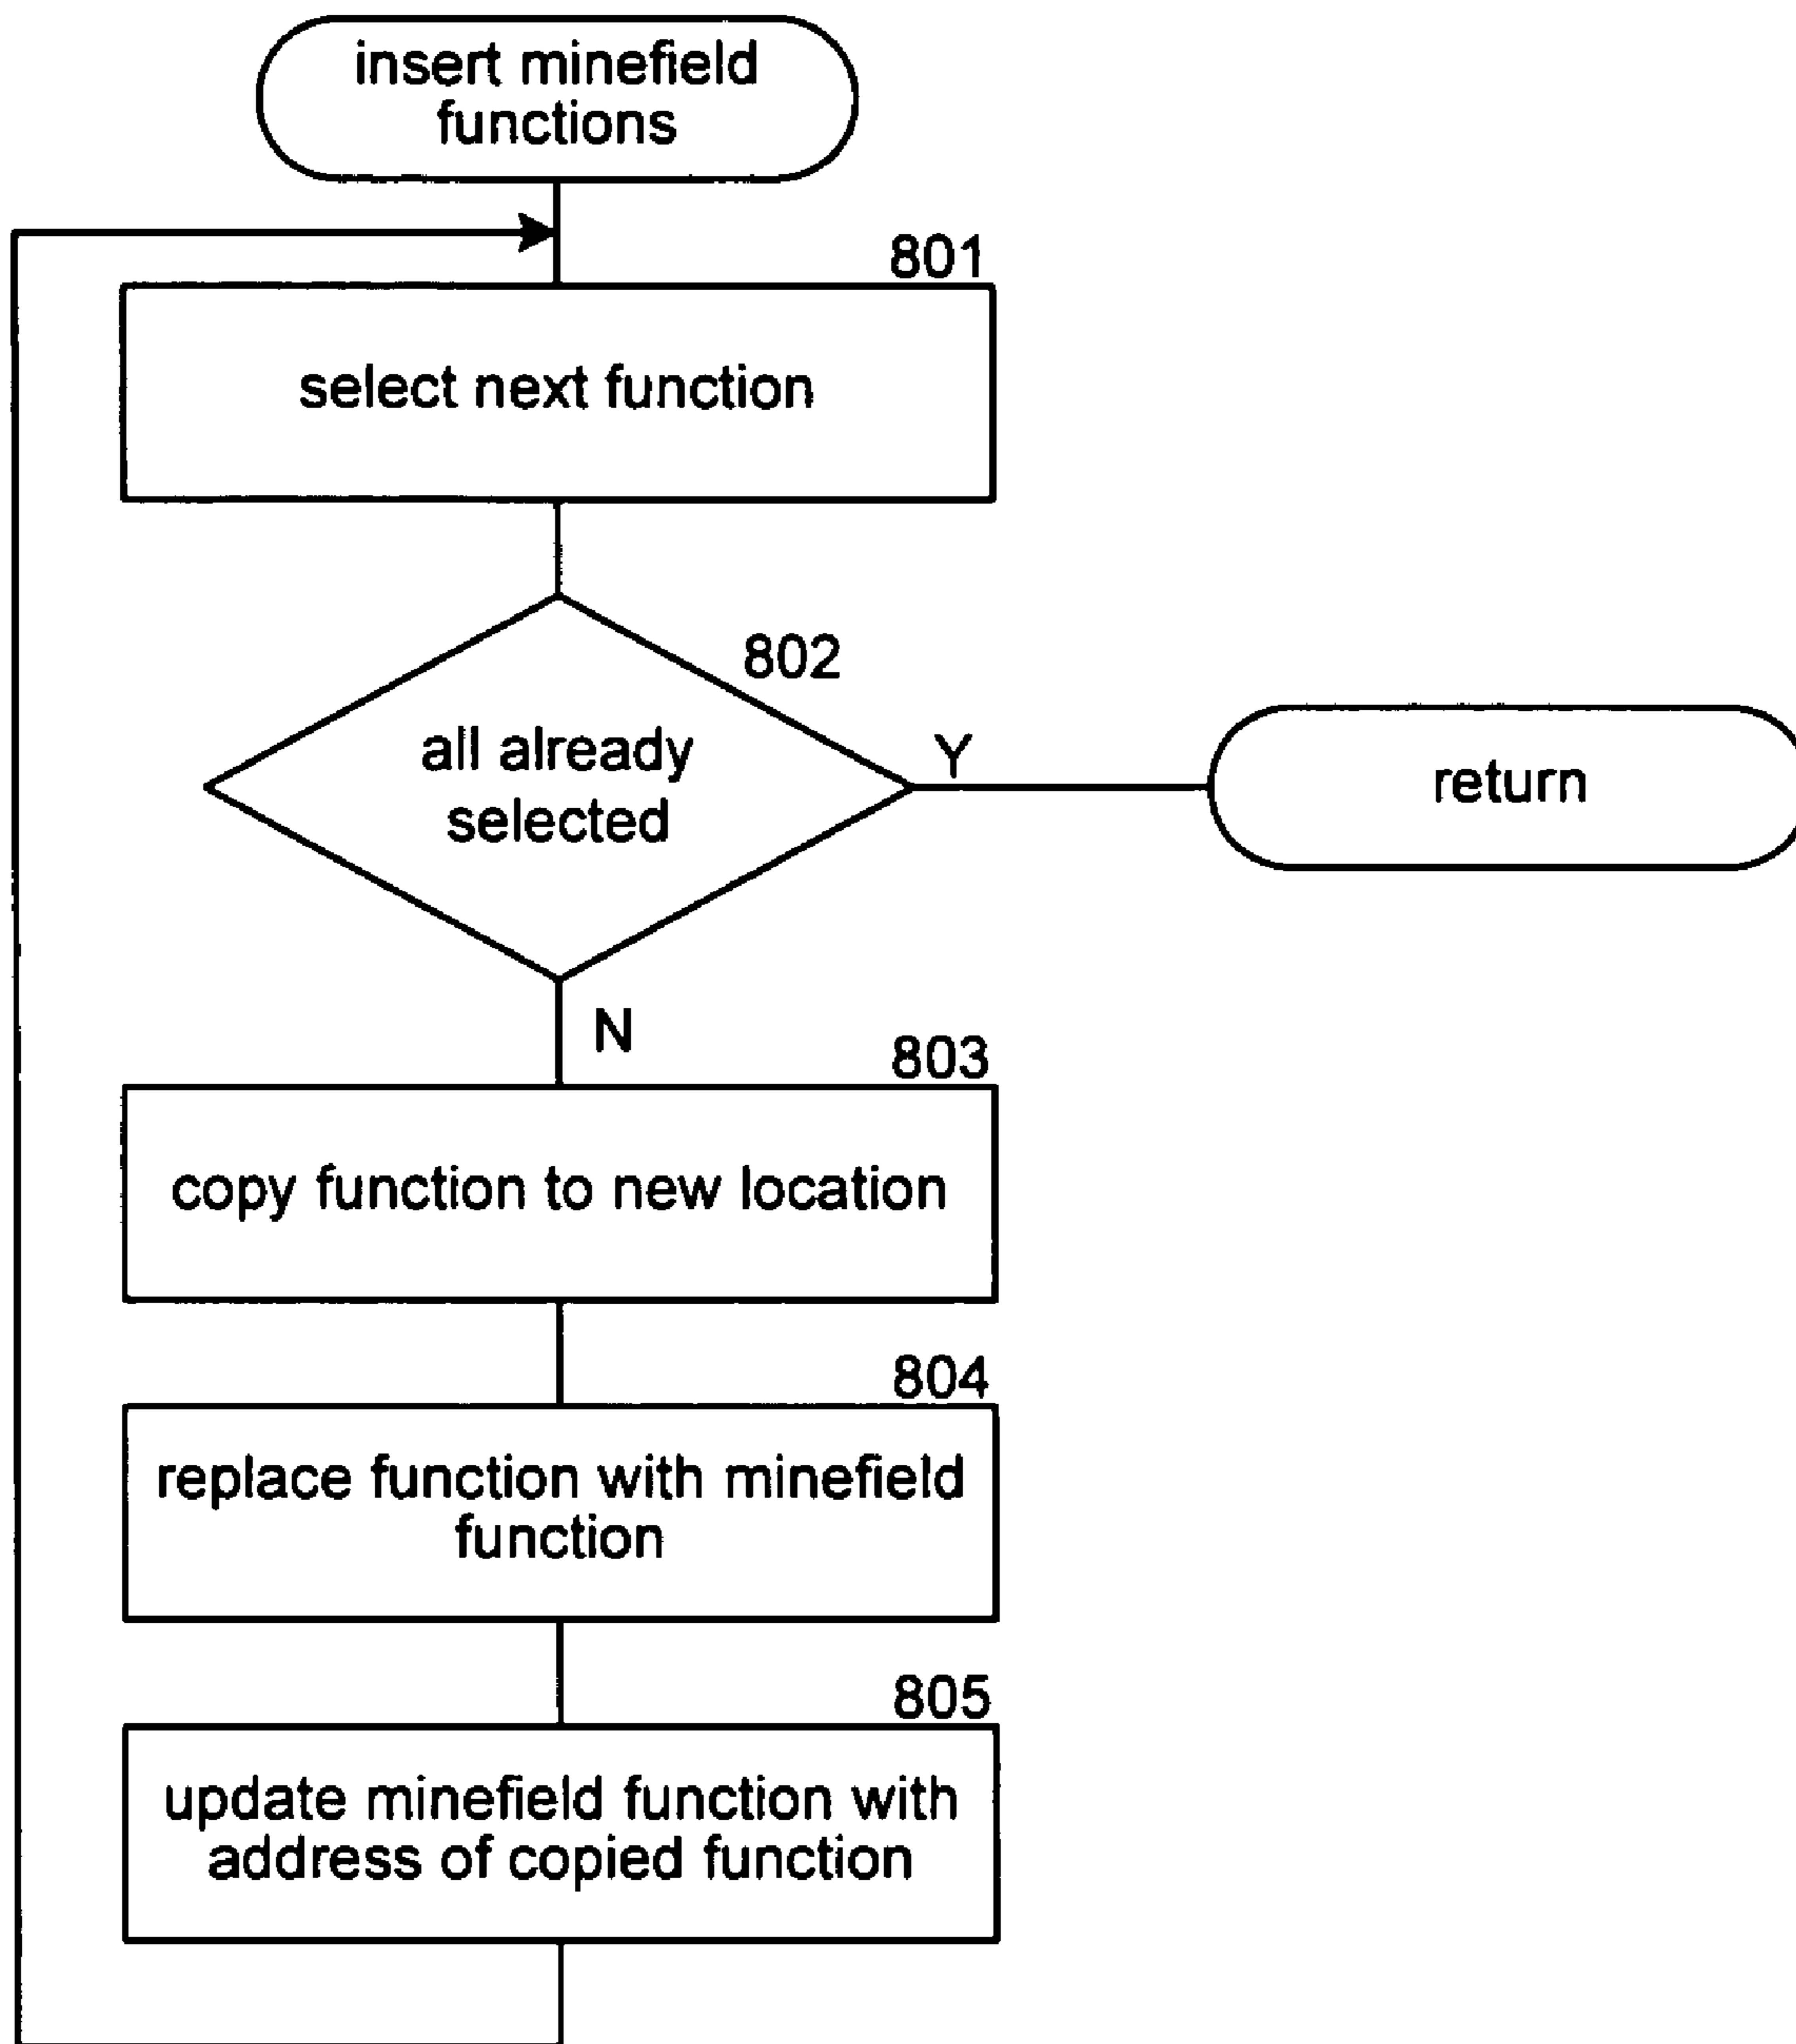 insert minefield
functions
801
select next function
802
all already
selected
Y
return
N
803
copy function to new location
804
replace function with minefield
function
805
update minefield function with
address of copied function